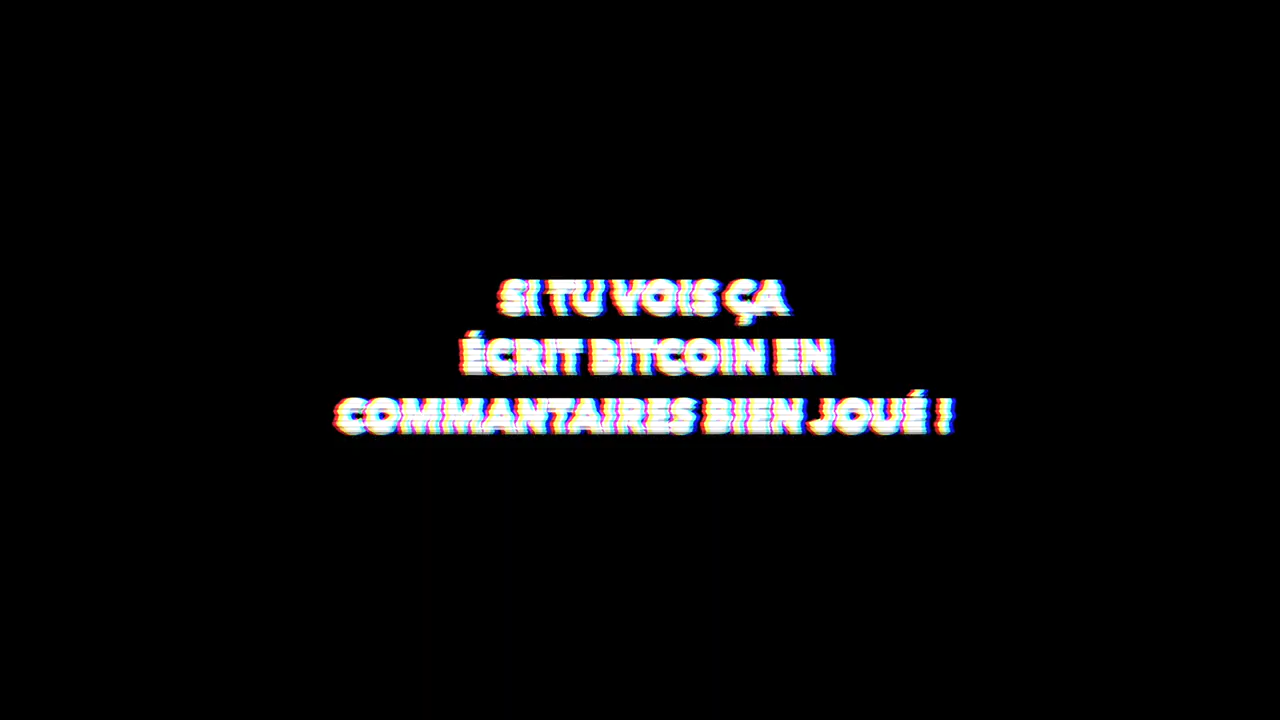 SI TU VOIS ÇA
ÉCRIT BITCOIN EN
COMMANTAIRES BIEN JOUÉ !